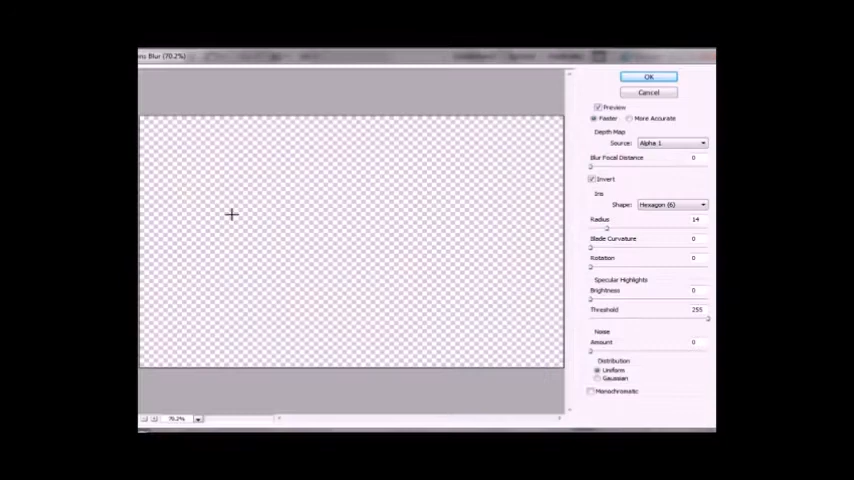 ns Blur (70.2%)
OK
Cancel
Preview
Faster More Accurate
Depth Map
Source: Alpha 1
Blur Focal Distance 0
Invert
Iris
Shape: Hexagon (6)
Radius 14
Blade Curvature 0
Rotation 0
Specular Highlights
Brightness 0
Threshold 255
Noise
Amount 0
Distribution
Uniform
Gaussian
Monochromatic
70.2%